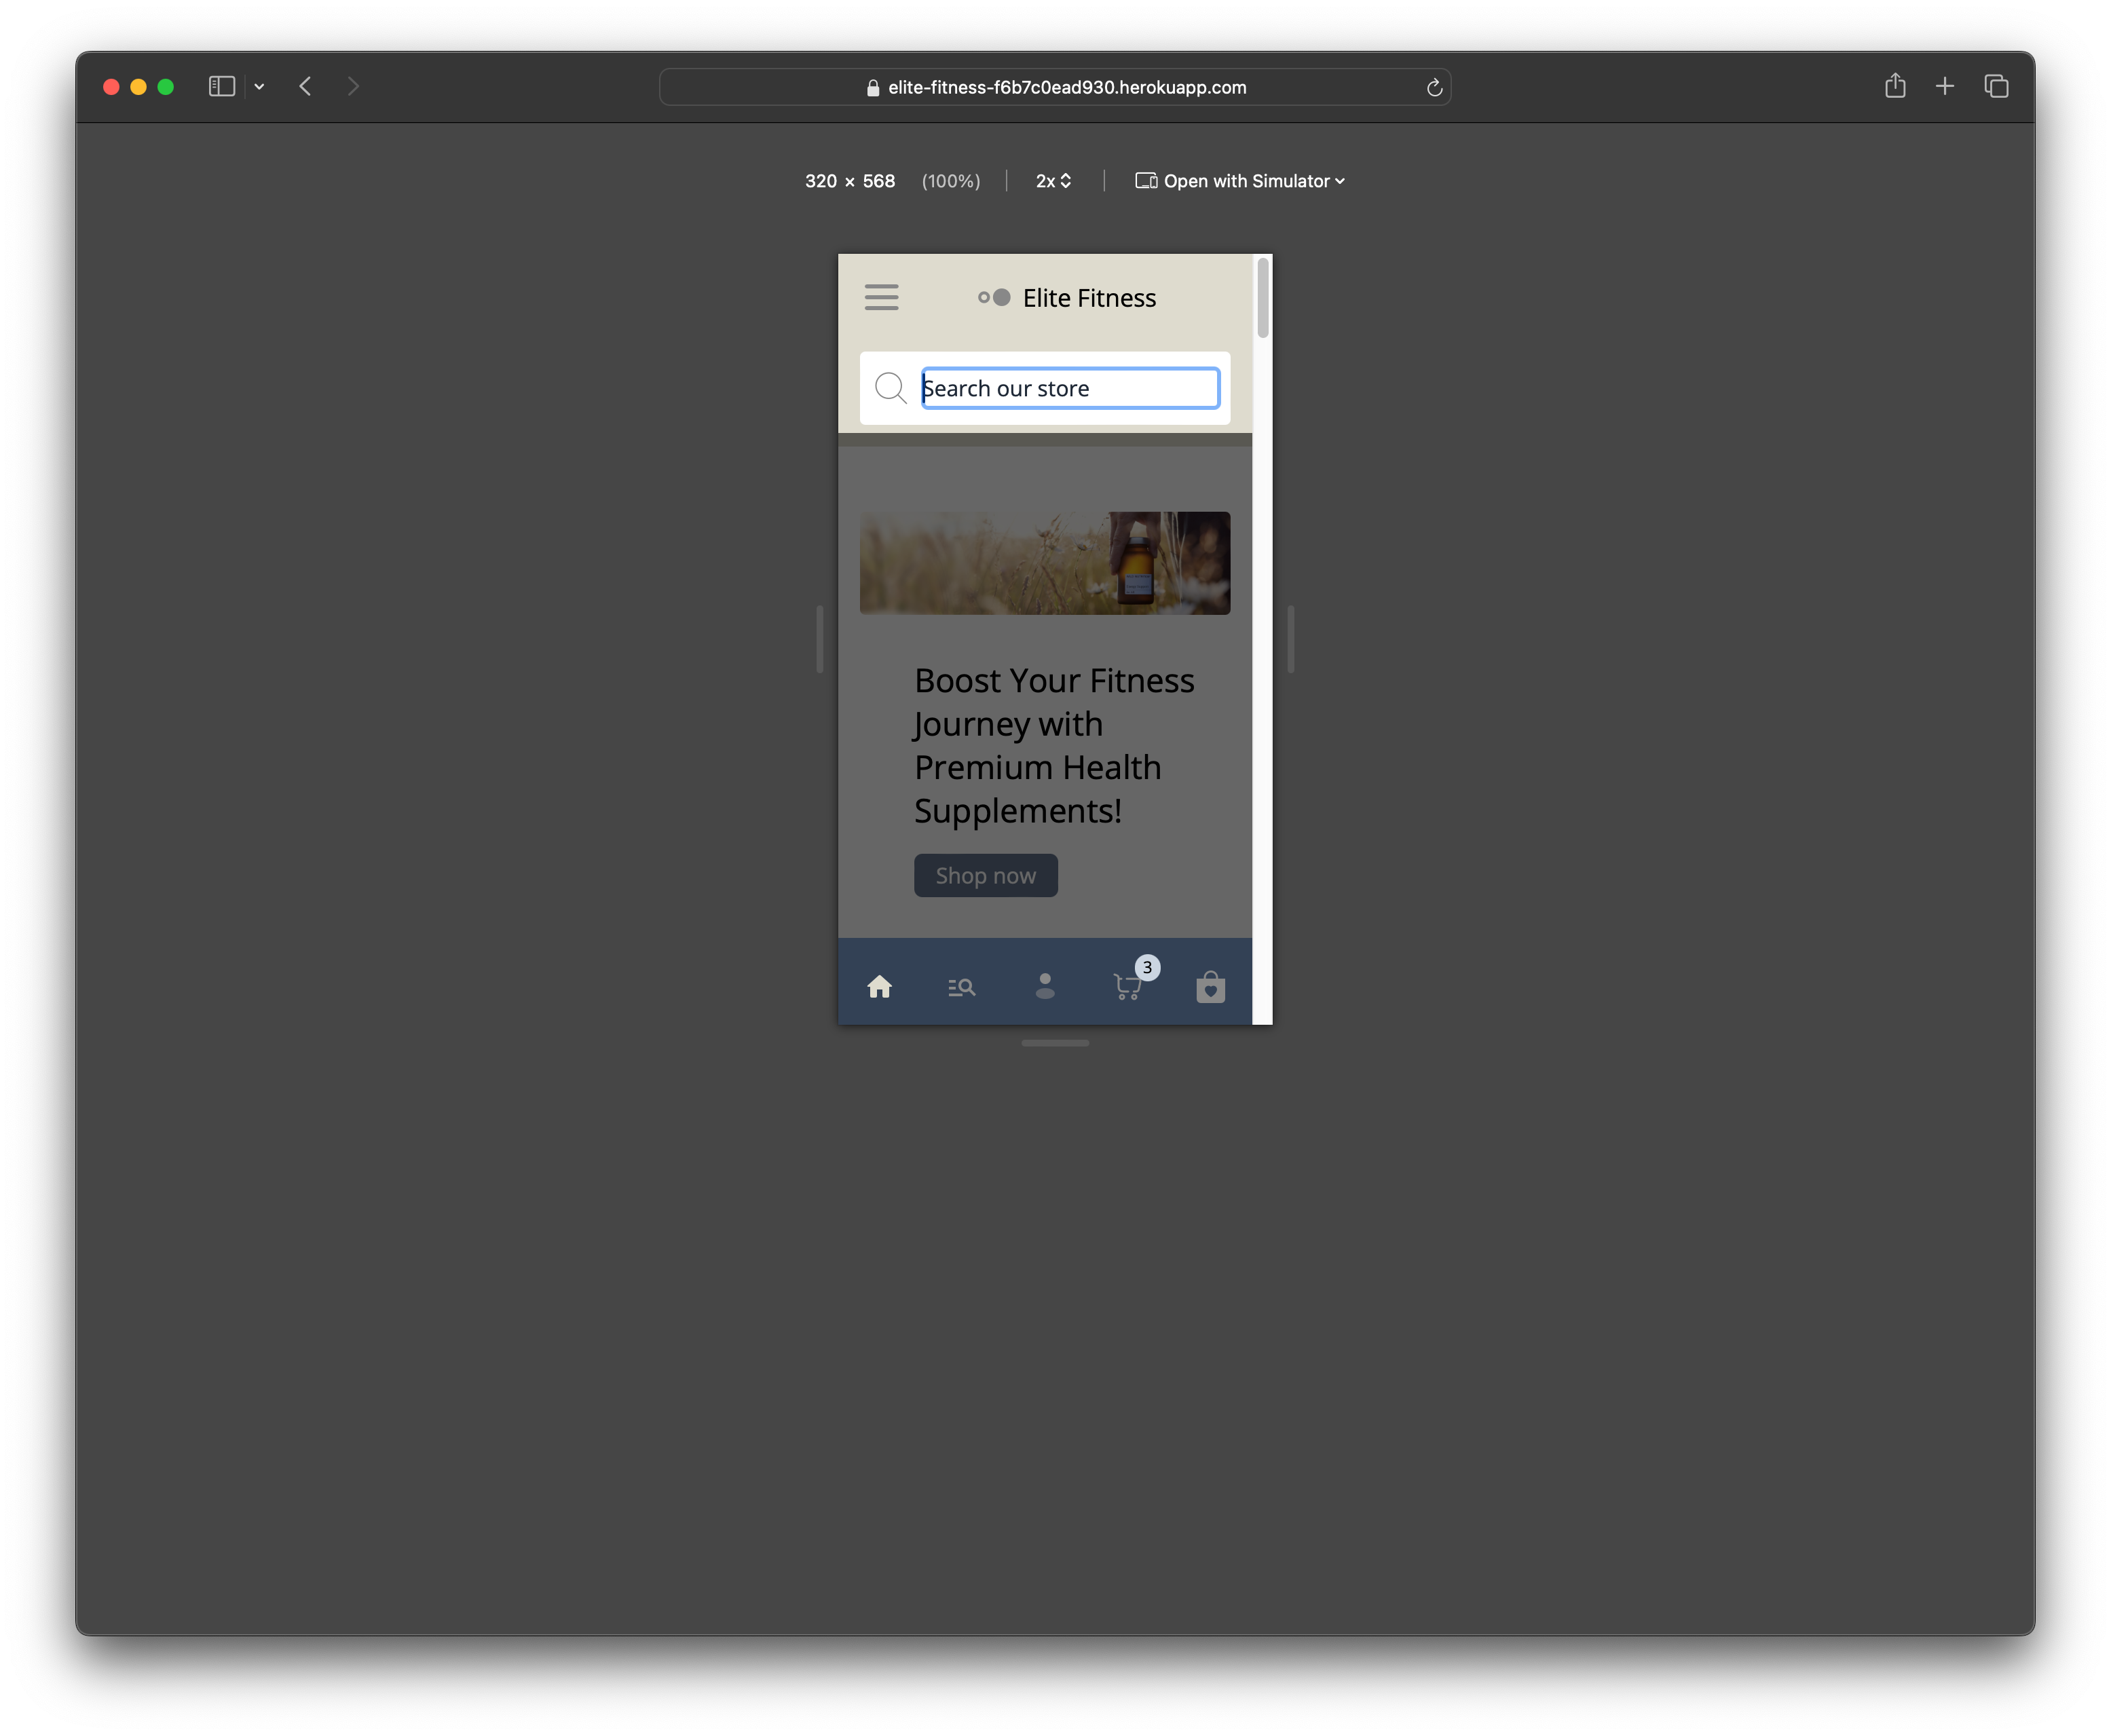 elite-fitness-f6b7c0ead930.herokuapp.com
320 × 568 (100%) 2x Open with Simulator
Elite Fitness
Search our store
Boost Your Fitness
Journey with
Premium Health
Supplements!
Shop now
3